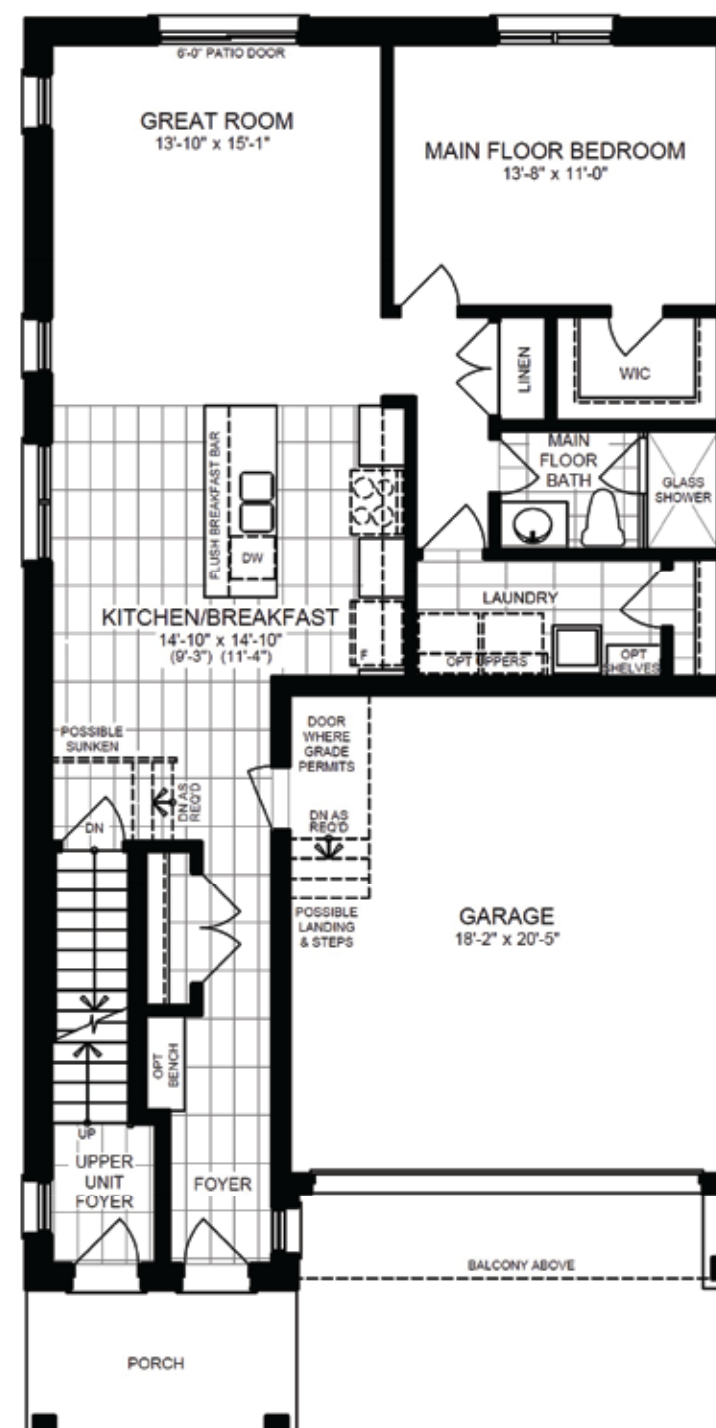 6'-0" PATIO DOOR
GREAT ROOM
13'-10" x 15'-1"
MAIN FLOOR BEDROOM
13'-8" x 11'-0"
LINEN
WIC
MAIN
FLOOR
BATH
GLASS
SHOWER
FLUSH BREAKFAST BAR
DW
KITCHEN/BREAKFAST
14'-10" x 14'-10"
(9'-3") (11'-4")
F
LAUNDRY
OPT UPPERS
OPT
SHELVES
POSSIBLE
SUNKEN
DN AS
REQ'D
DN
DOOR
WHERE
GRADE
PERMITS
DN AS
REQ'D
POSSIBLE
LANDING
& STEPS
GARAGE
18'-2" x 20'-5"
OPT
BENCH
UP
UPPER
UNIT
FOYER
FOYER
BALCONY ABOVE
PORCH